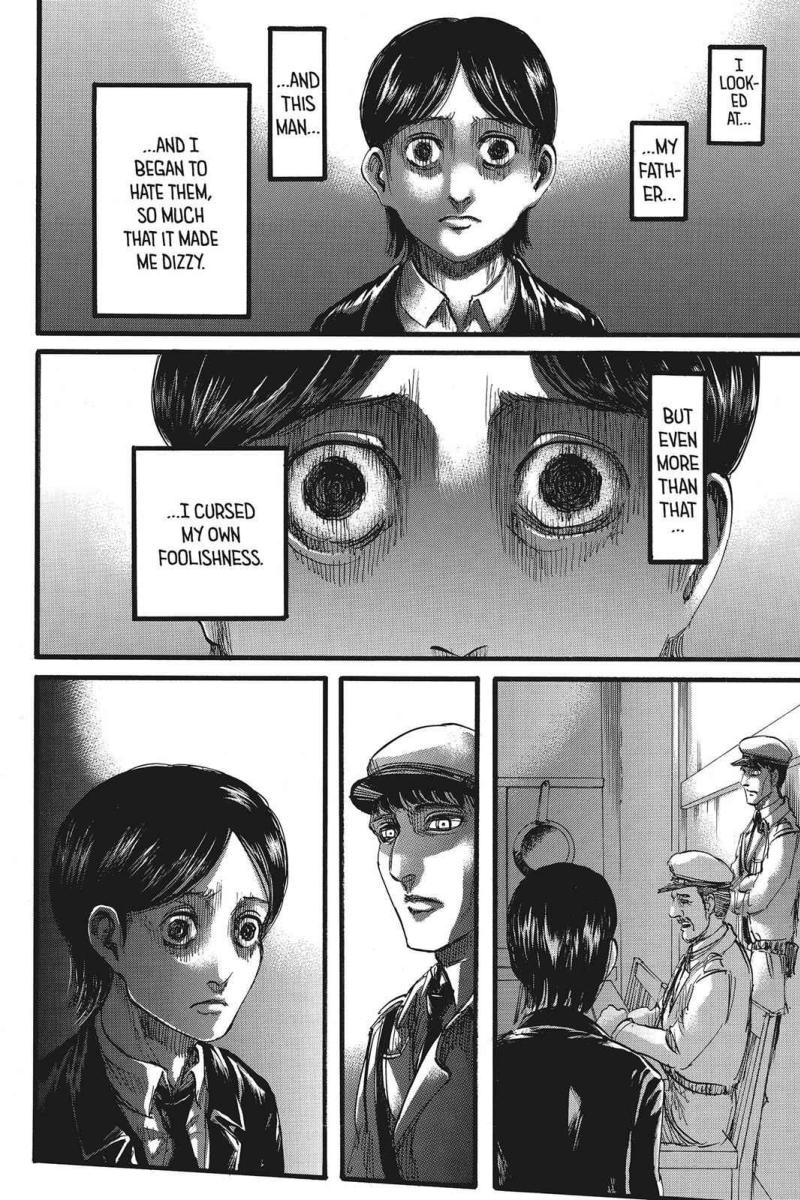 I
LOOK-
ED
AT...
...MY
FATH-
ER...
...AND
THIS
MAN...
...AND I
BEGAN TO
HATE THEM,
SO MUCH
THAT IT MADE
ME DIZZY.
BUT
EVEN
MORE
THAN
THAT
...
...I CURSED
MY OWN
FOOLISHNESS.